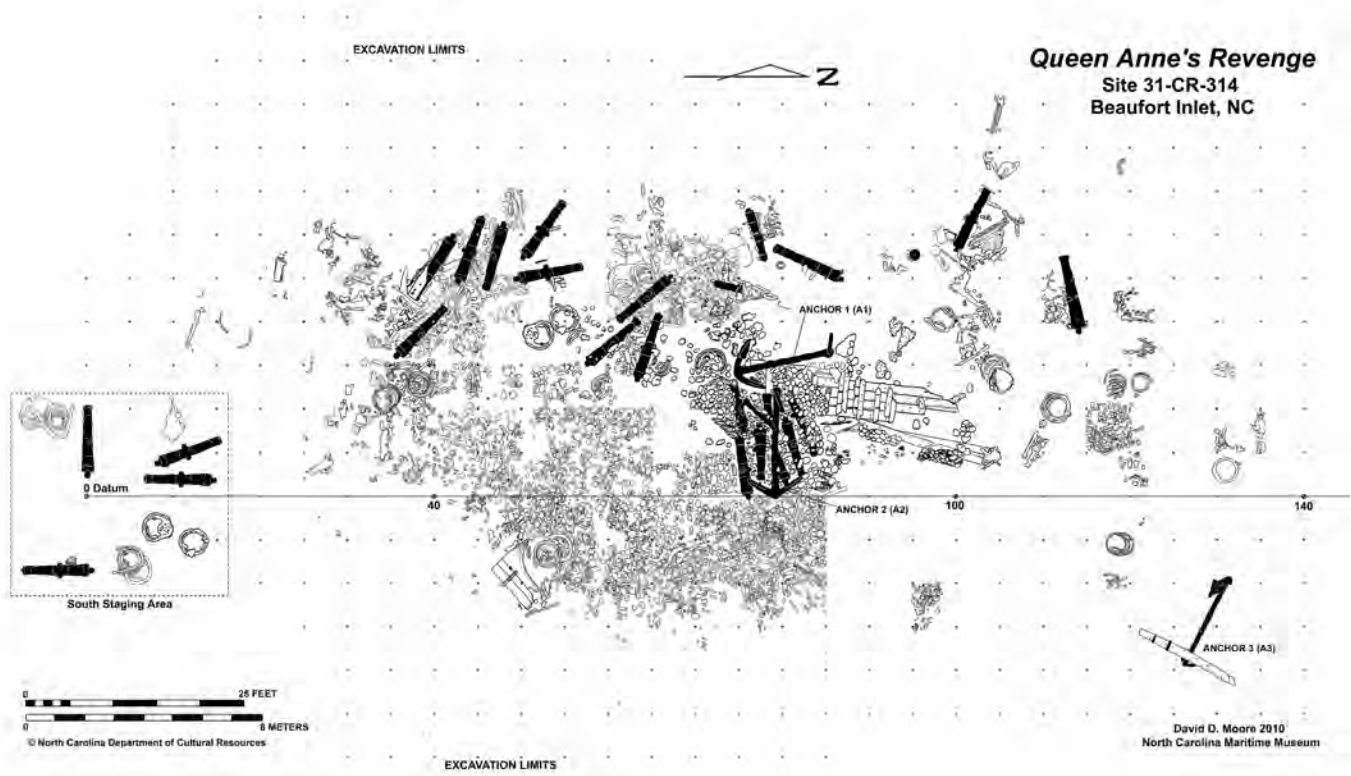 EXCAVATION LIMITS
N
Queen Anne's Revenge
Site 31-CR-314
Beaufort Inlet, NC
ANCHOR 1 (A1)
0 Datum
40
ANCHOR 2 (A2)
100
140
South Staging Area
ANCHOR 3 (A3)
0
25 FEET
0
8 METERS
© North Carolina Department of Cultural Resources
David D. Moore 2010
North Carolina Maritime Museum
EXCAVATION LIMITS